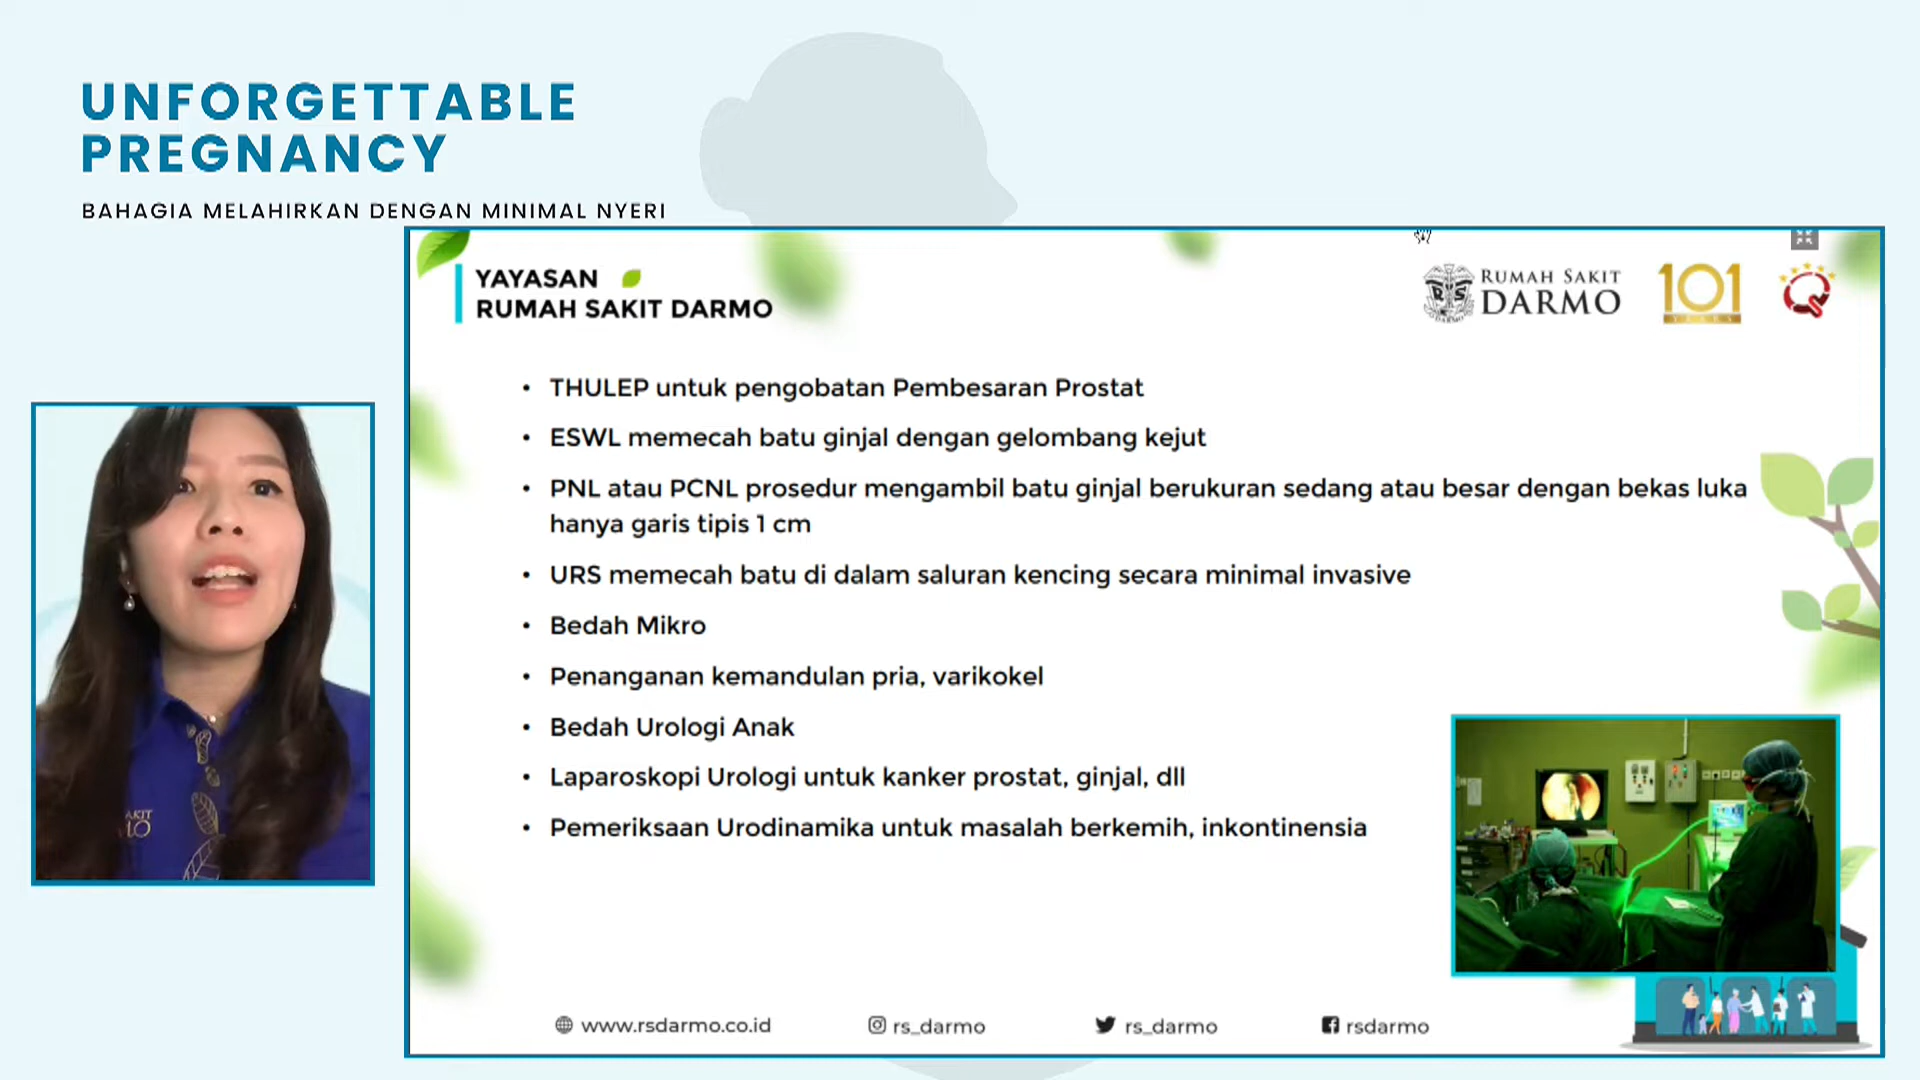 UNFORGETTABLE
PREGNANCY
BAHAGIA MELAHIRKAN DENGAN MINIMAL NYERI
YAYASAN
RUMAH SAKIT DARMO
RUMAH SAKIT
DARMO
101
YEARS
• THULEP untuk pengobatan Pembesaran Prostat
• ESWL memecah batu ginjal dengan gelombang kejut
• PNL atau PCNL prosedur mengambil batu ginjal berukuran sedang atau besar dengan bekas luka
hanya garis tipis 1 cm
• URS memecah batu di dalam saluran kencing secara minimal invasive
• Bedah Mikro
• Penanganan kemandulan pria, varikokel
• Bedah Urologi Anak
• Laparoskopi Urologi untuk kanker prostat, ginjal, dll
• Pemeriksaan Urodinamika untuk masalah berkemih, inkontinensia
www.rsdarmo.co.id
rs_darmo
rs_darmo
rsdarmo